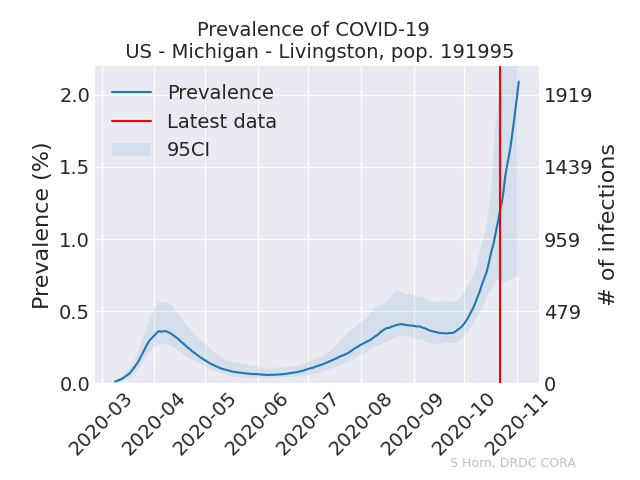 Prevalence of COVID-19
US - Michigan - Livingston, pop. 191995
Prevalence
Latest data
95CI
Prevalence (%)
2.0
1.5
1.0
0.5
0.0
1919
1439
959
479
0
# of infections
2020-03
2020-04
2020-05
2020-06
2020-07
2020-08
2020-09
2020-10
2020-11
S Horn, DRDC CORA